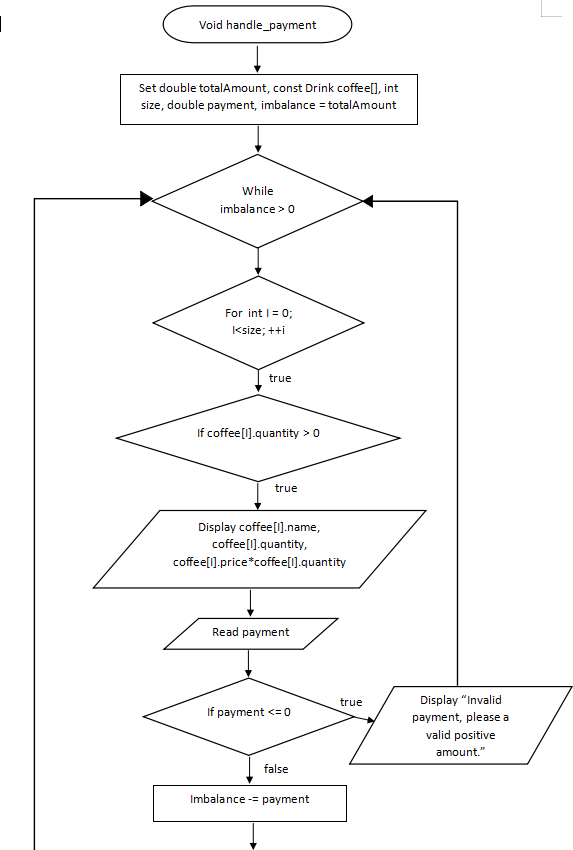 Void handle_payment
Set double totalAmount, const Drink coffee[], int
size, double payment, imbalance = totalAmount
While
imbalance > 0
For int I = 0;
I<size; ++i
true
If coffee[I].quantity > 0
true
Display coffee[I].name,
coffee[I].quantity,
coffee[I].price*coffee[I].quantity
Read payment
If payment <= 0
true
Display “Invalid
payment, please a
valid positive
amount.”
false
Imbalance -= payment